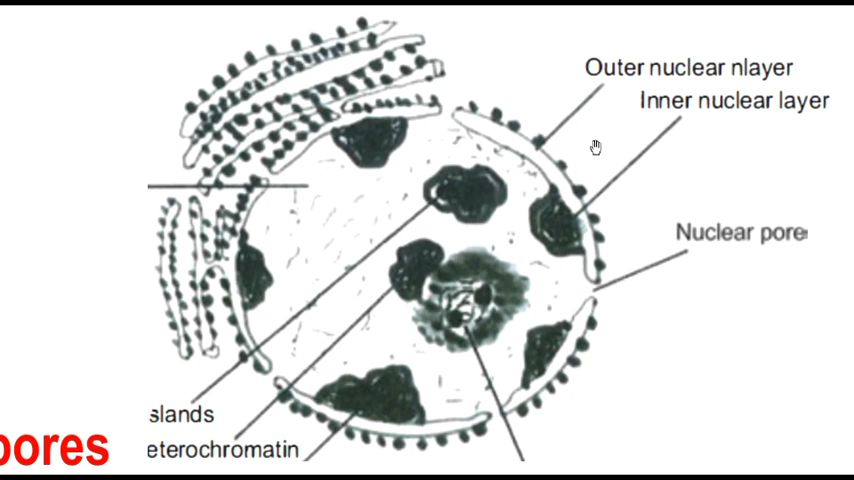 Outer nuclear nlayer
Inner nuclear layer
Nuclear pore
slands
eterochromatin
pores